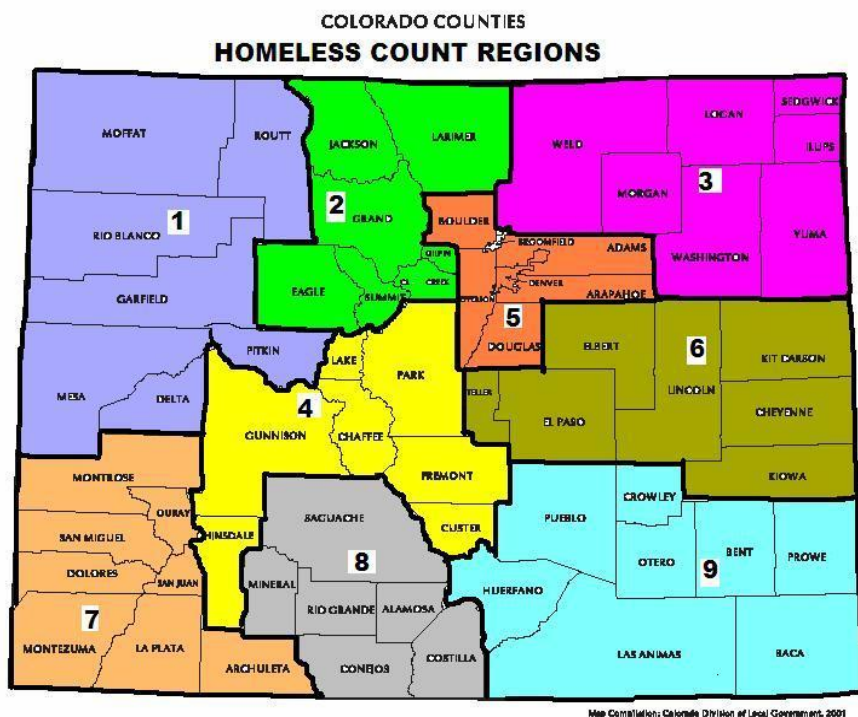 COLORADO COUNTIES
HOMELESS COUNT REGIONS
MOFFAT
ROUTT
JACKSON
LARIMER
WELD
LOGAN
SEDGWICK
ILLIPS
MORGAN
3
2
GRAND
1
RIO BLANCO
BOULDER
BROOMFIELD
ADAMS
WASHINGTON
YUMA
GILPIN
CL
CREEK
DENVER
EAGLE
SUMMIT
EFFERSON
ARAPAHOE
GARFIELD
5
DOUGLAS
ELBERT
6
PITKIN
LAKE
PARK
KIT CARSON
MESA
DELTA
TELLER
LINCOLN
4
CHEYENNE
GUNNISON
CHAFFEE
EL PASO
MONTROSE
FREMONT
KIOWA
OURAY
SAGUACHE
CROWLEY
PUEBLO
HINSDALE
CUSTER
SAN MIGUEL
8
BENT
PROWE
OTERO
9
DOLORES
SAN JUAN
MINERAL
HUERFANO
RIO GRANDE
ALAMOSA
7
MONTEZUMA
LA PLATA
ARCHULETA
CONEJOS
COSTILLA
LAS ANIMAS
BACA
Map Compilation: Colorado Division of Local Government, 2001